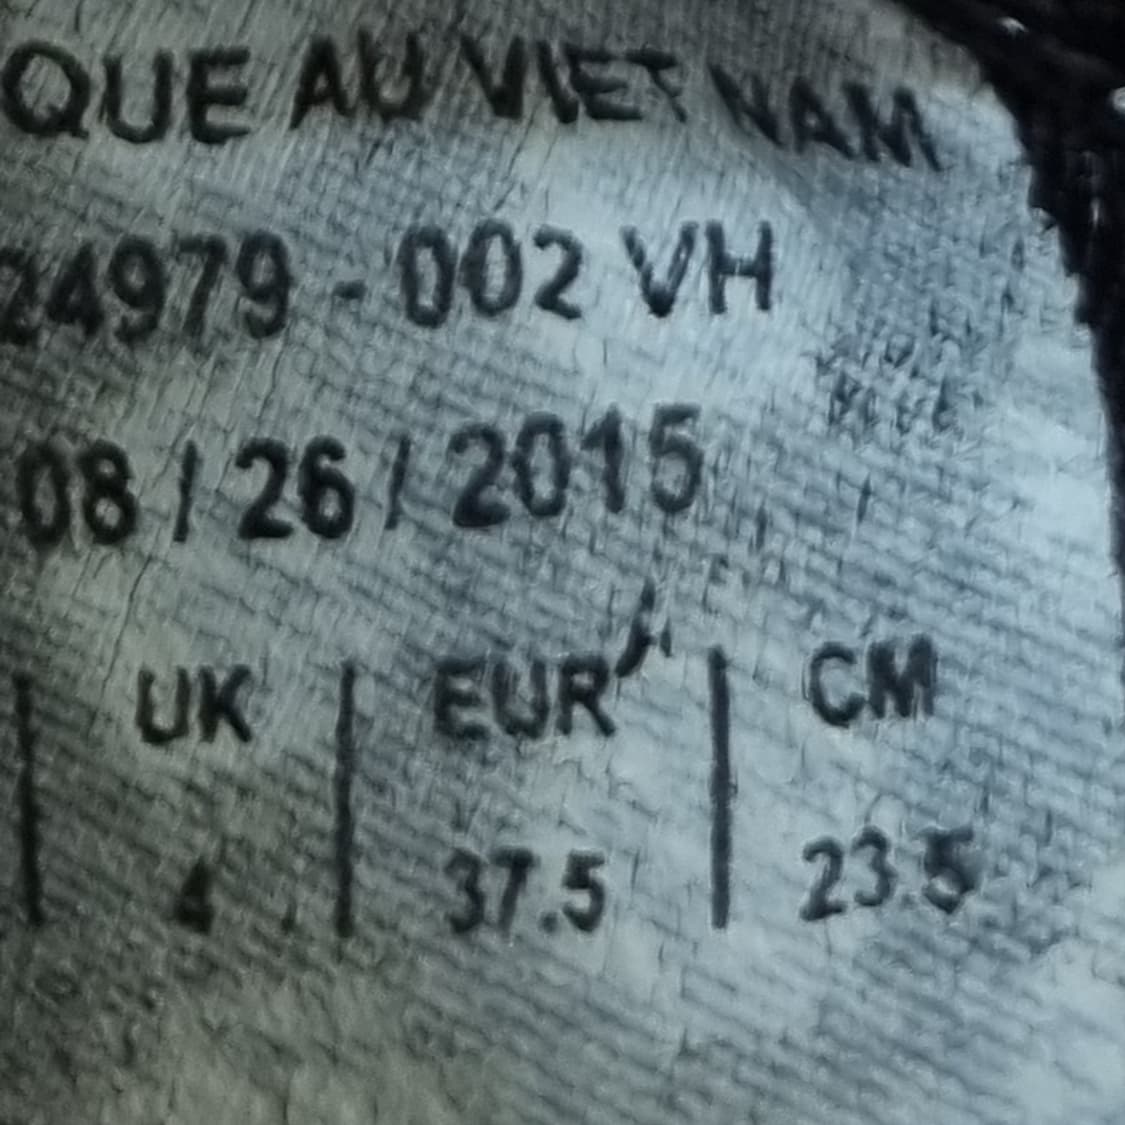 QUE AU VIET NAM
24979 - 002 VH
08 / 26 / 2015
UK | EUR | CM
4 | 37.5 | 23.5